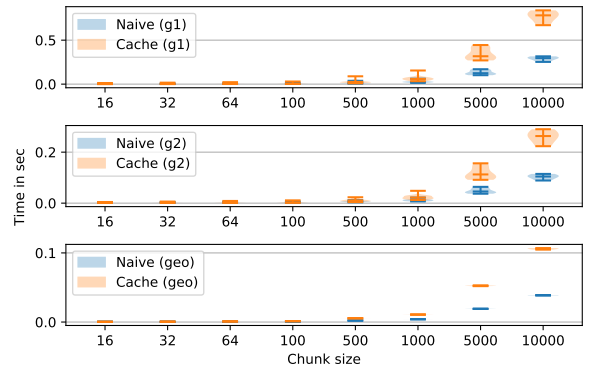 Naive (g1)
Cache (g1)
0.5
0.0
16 32 64 100 500 1000 5000 10000
Naive (g2)
Cache (g2)
0.2
0.0
16 32 64 100 500 1000 5000 10000
Time in sec
Naive (geo)
Cache (geo)
0.1
0.0
16 32 64 100 500 1000 5000 10000
Chunk size